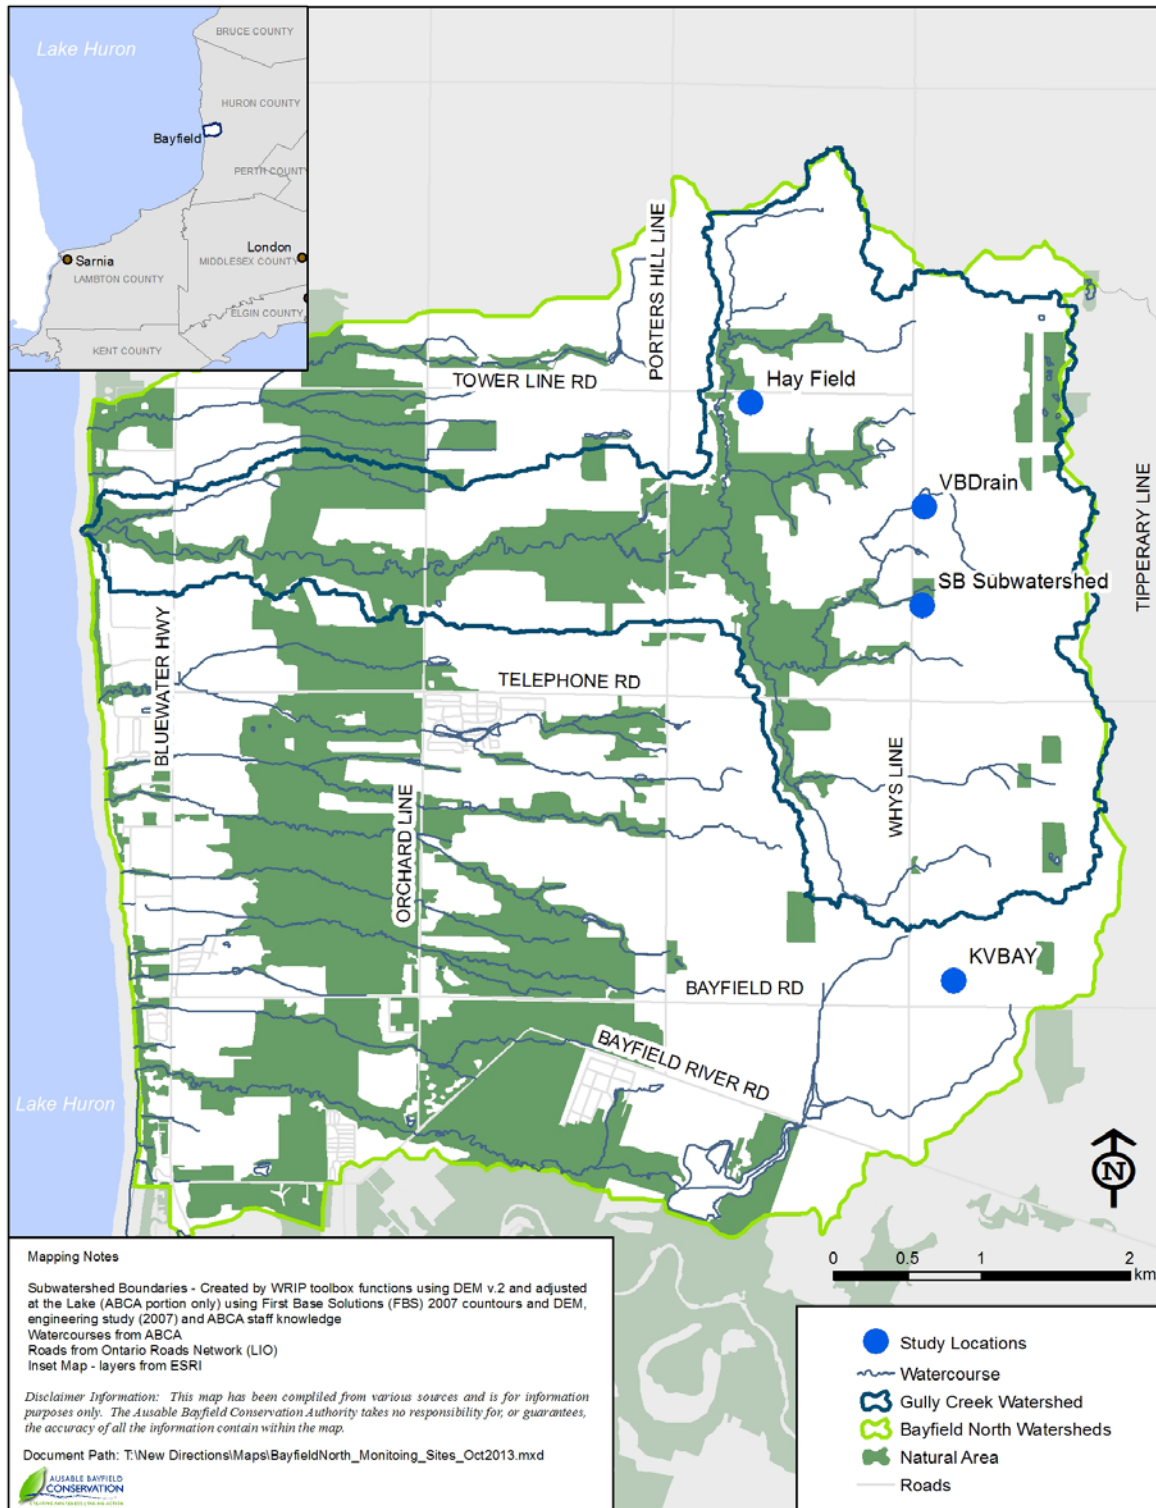 BRUCE COUNTY
Lake Huron
HURON COUNTY
Bayfield
PERTH COUNTY
London
MIDDLESEX COUNTY
Sarnia
LAMBTON COUNTY
ELGIN COUNTY
KENT COUNTY
PORTERS HILL LINE
TOWER LINE RD
Hay Field
VBDrain
TIPPERARY LINE
SB Subwatershed
BLUEWATER HWY
TELEPHONE RD
WHYS LINE
ORCHARD LINE
KVBAY
BAYFIELD RD
BAYFIELD RIVER RD
Lake Huron
N
0 0.5 1 2
km
Mapping Notes
Subwatershed Boundaries - Created by WRIP toolbox functions using DEM v.2 and adjusted
at the Lake (ABCA portion only) using First Base Solutions (FBS) 2007 countours and DEM,
engineering study (2007) and ABCA staff knowledge
Watercourses from ABCA
Roads from Ontario Roads Network (LIO)
Inset Map - layers from ESRI
Disclaimer Information: This map has been complied from various sources and is for information
purposes only. The Ausable Bayfield Conservation Authority takes no responsibility for, or guarantees,
the accuracy of all the information contain within the map.
Document Path: T:\New Directions\Maps\BayfieldNorth_Monitoing_Sites_Oct2013.mxd
AUSABLE BAYFIELD
CONSERVATION
Study Locations
Watercourse
Gully Creek Watershed
Bayfield North Watersheds
Natural Area
Roads